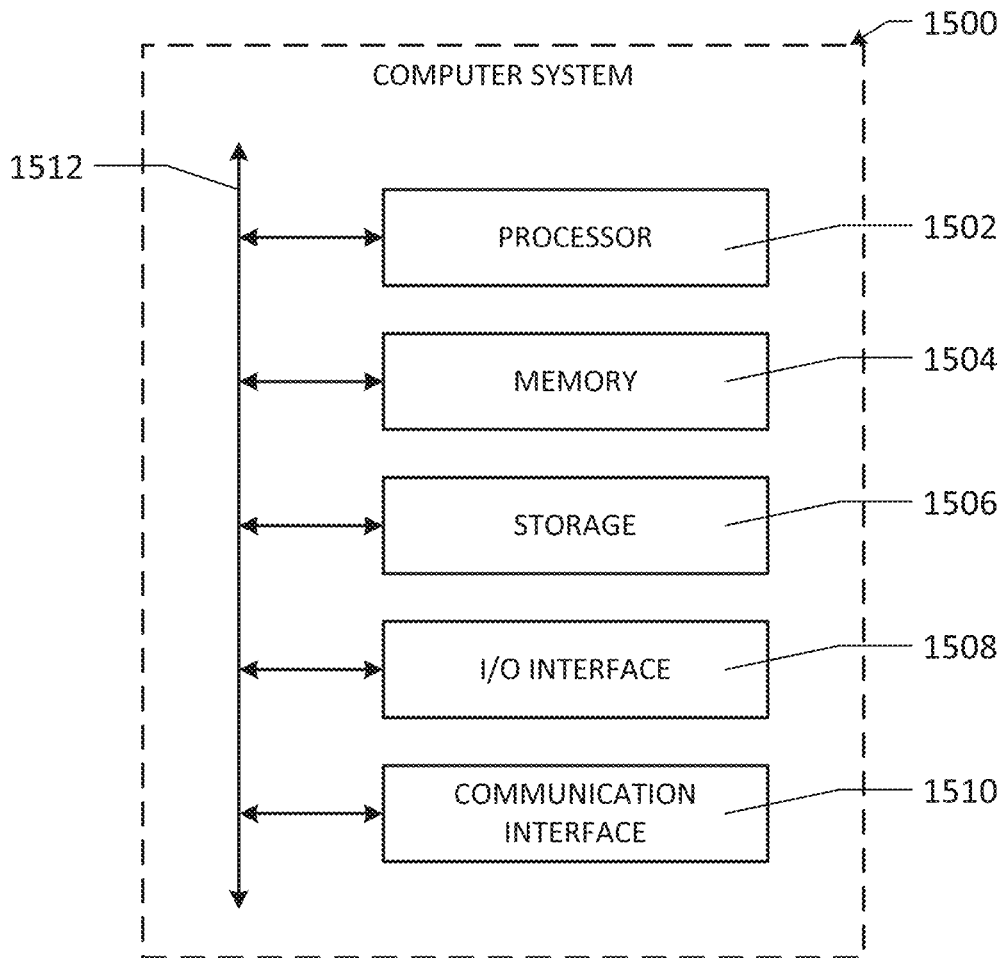 1500
COMPUTER SYSTEM
1512
PROCESSOR
1502
MEMORY
1504
STORAGE
1506
I/O INTERFACE
1508
COMMUNICATION
INTERFACE
1510